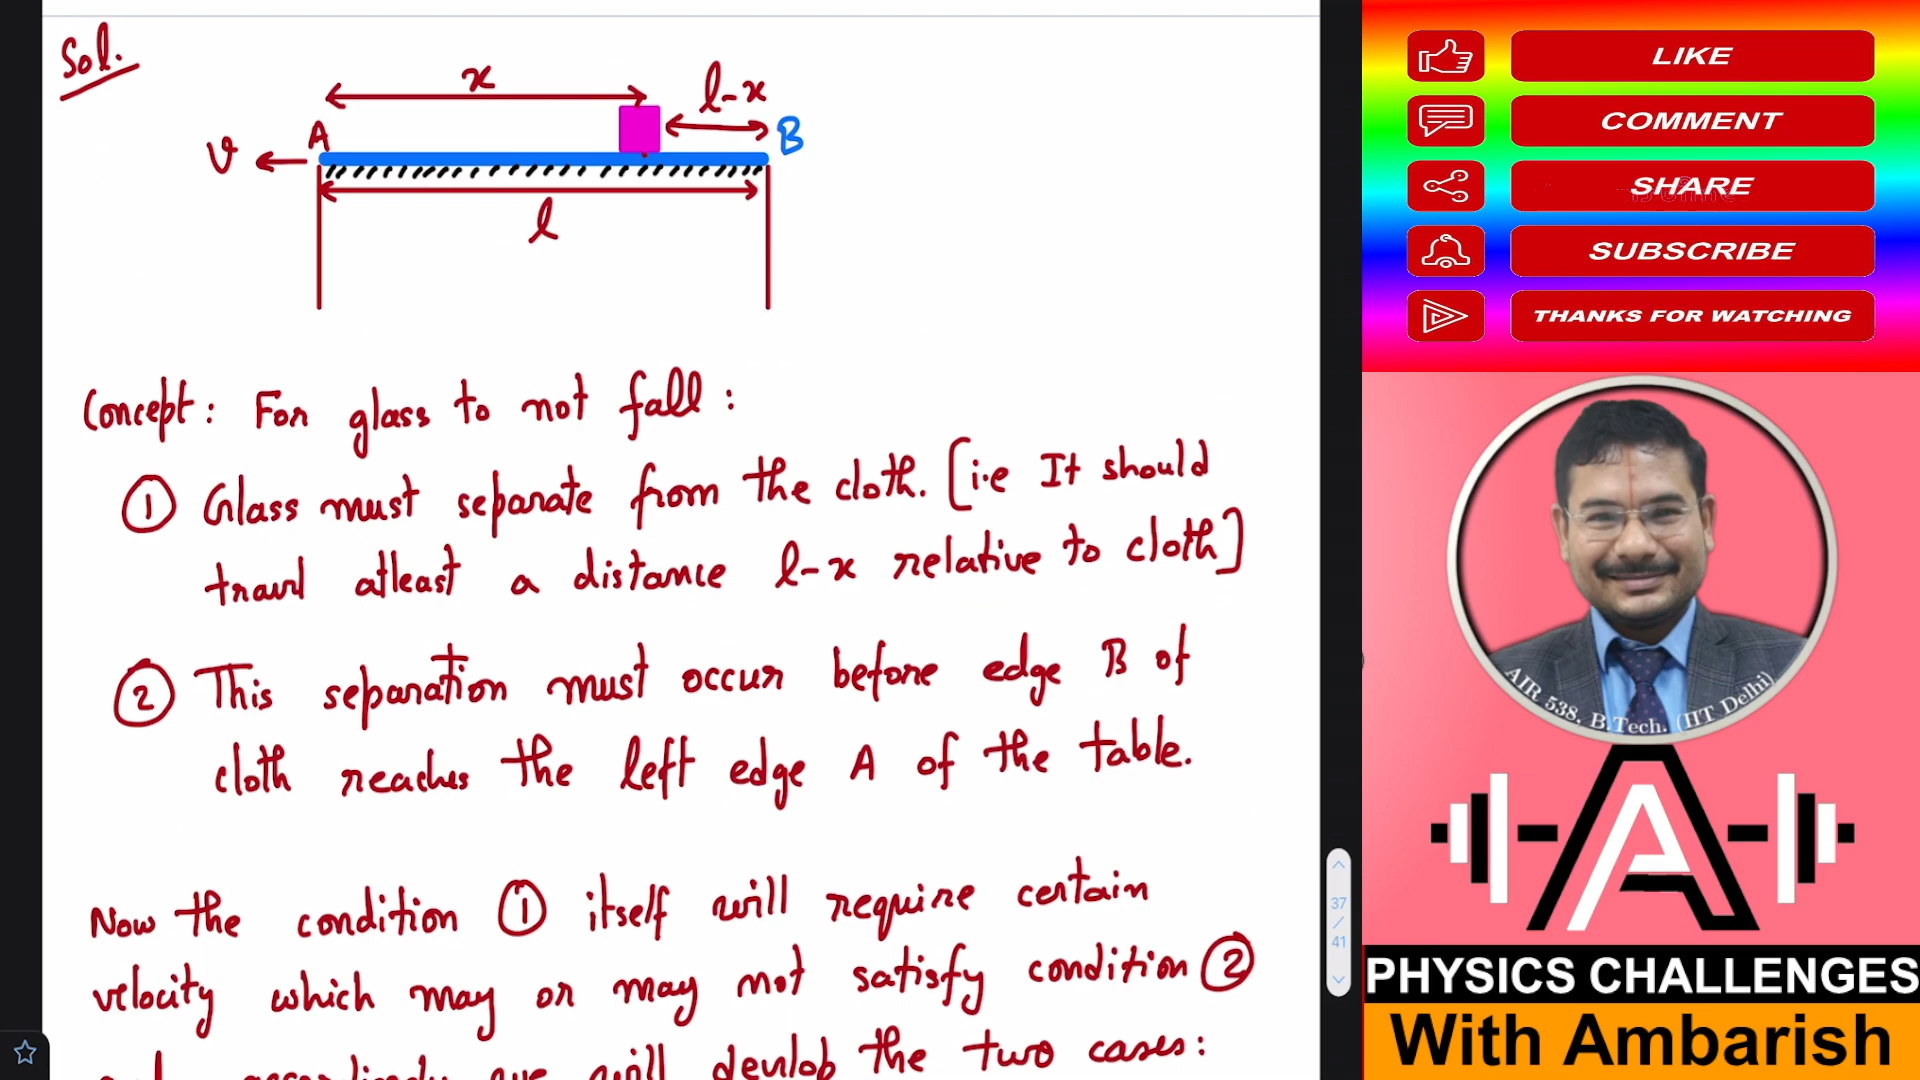 Sol.
x
l-x
A
B
v
l
Concept: For glass to not fall:
① Glass must separate from the cloth. [i.e It should
travel atleast a distance l-x relative to cloth]
② This separation must occur before edge B of
cloth reaches the left edge A of the table.
Now the condition ① itself will require certain
velocity which may or may not satisfy condition ②
we will devlop the two cases:
37
/
41
LIKE
COMMENT
SHARE
SUBSCRIBE
THANKS FOR WATCHING
AIR 538, B.Tech. (IIT Delhi)
A
PHYSICS CHALLENGES
With Ambarish